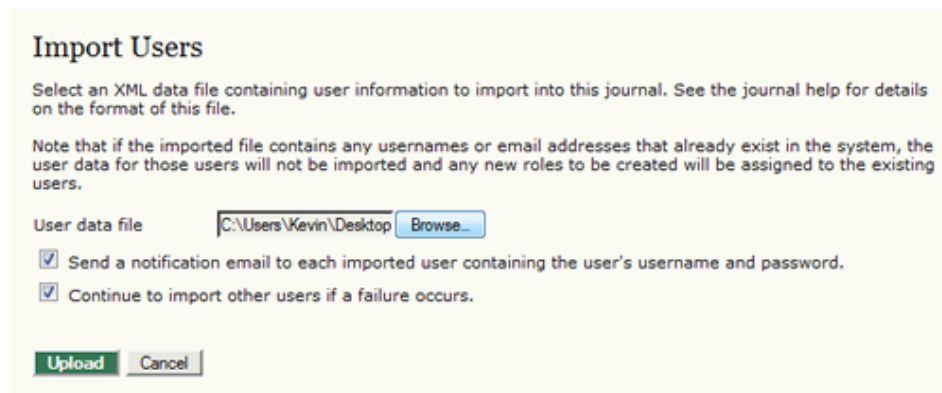 Import Users
Select an XML data file containing user information to import into this journal. See the journal help for details
on the format of this file.
Note that if the imported file contains any usernames or email addresses that already exist in the system, the
user data for those users will not be imported and any new roles to be created will be assigned to the existing
users.
User data file C:\Users\Kevin\Desktop Browse...
Send a notification email to each imported user containing the user's username and password.
Continue to import other users if a failure occurs.
Upload Cancel